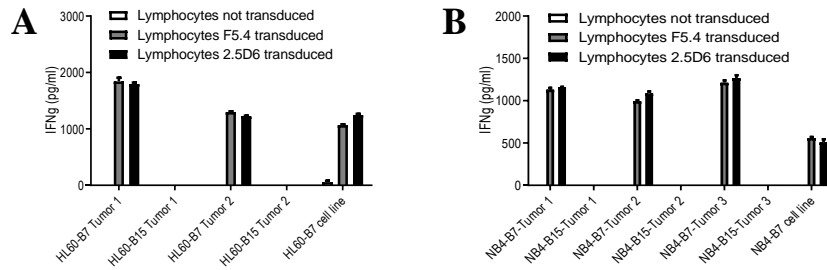 A
Lymphocytes not transduced
Lymphocytes F5.4 transduced
Lymphocytes 2.5D6 transduced
IFNg (pg/ml)
3000
2000
1000
0
HL60-B7 Tumor 1
HL60-B15 Tumor 1
HL60-B7 Tumor 2
HL60-B15 Tumor 2
HL60-B7 cell line
B
Lymphocytes not transduced
Lymphocytes F5.4 transduced
Lymphocytes 2.5D6 transduced
IFNg (pg/ml)
2000
1500
1000
500
0
NB4-B7-Tumor 1
NB4-B15-Tumor 1
NB4-B7-Tumor 2
NB4-B15-Tumor 2
NB4-B7-Tumor 3
NB4-B15-Tumor 3
NB4-B7 cell line